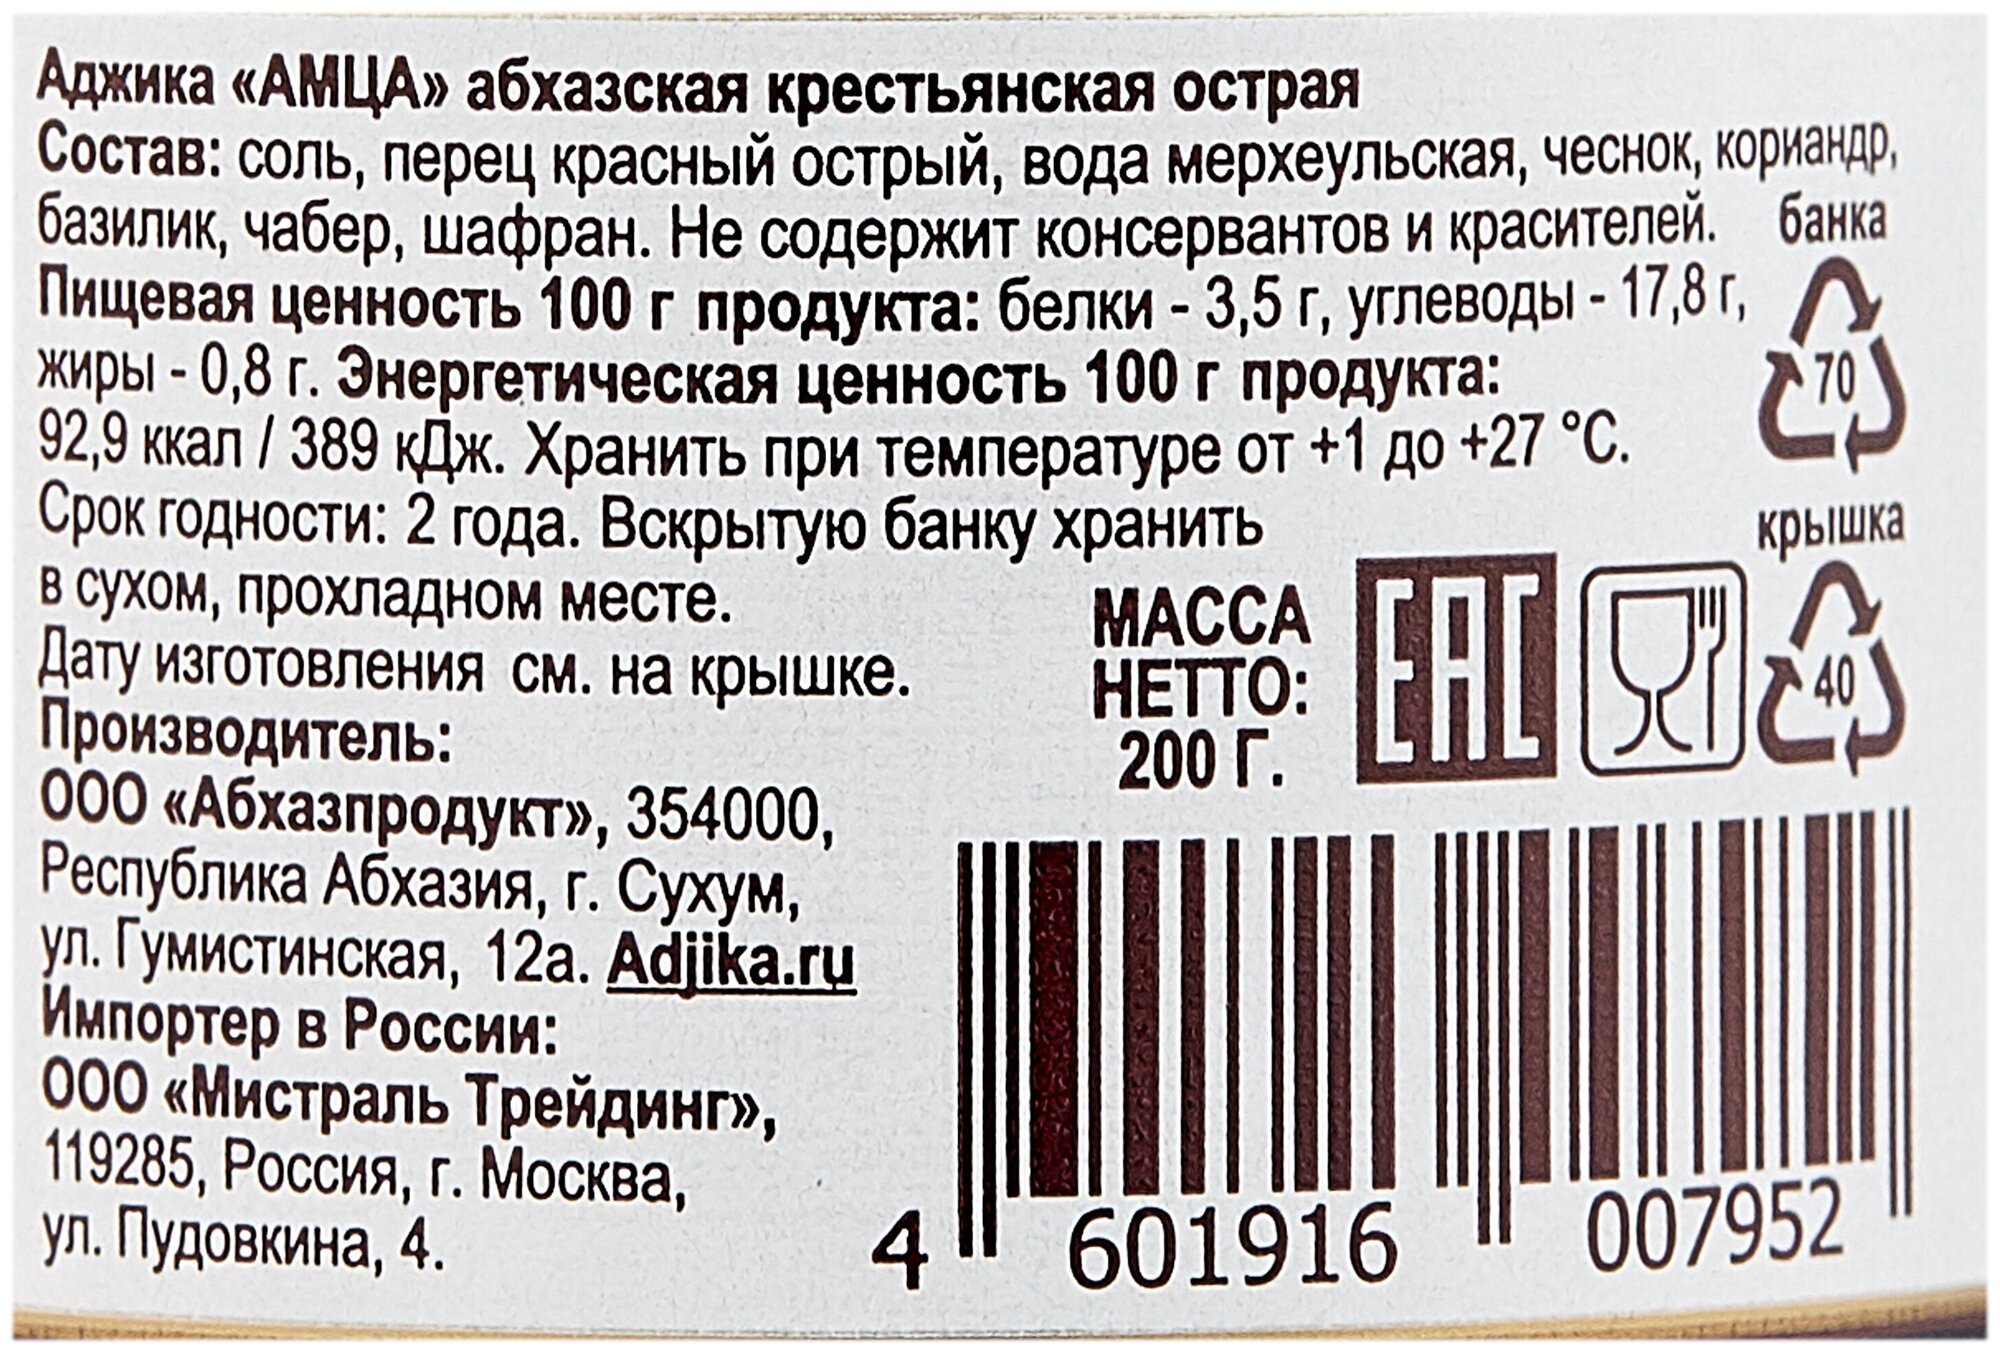 Аджика «АМЦА» абхазская крестьянская острая
Состав: соль, перец красный острый, вода мерхеульская, чеснок, кориандр,
базилик, чабер, шафран. Не содержит консервантов и красителей.
Пищевая ценность 100 г продукта: белки - 3,5 г, углеводы - 17,8 г,
жиры - 0,8 г. Энергетическая ценность 100 г продукта:
92,9 ккал / 389 кДж. Хранить при температуре от +1 до +27 °С.
Срок годности: 2 года. Вскрытую банку хранить
в сухом, прохладном месте.
Дату изготовления см. на крышке.
Производитель:
ООО «Абхазпродукт», 354000,
Республика Абхазия, г. Сухум,
ул. Гумистинская, 12а. Adjika.ru
Импортер в России:
ООО «Мистраль Трейдинг»,
119285, Россия, г. Москва,
ул. Пудовкина, 4.
банка
70
крышка
40
МАССА
НЕТТО:
200 Г.
EAC
4 601916 007952